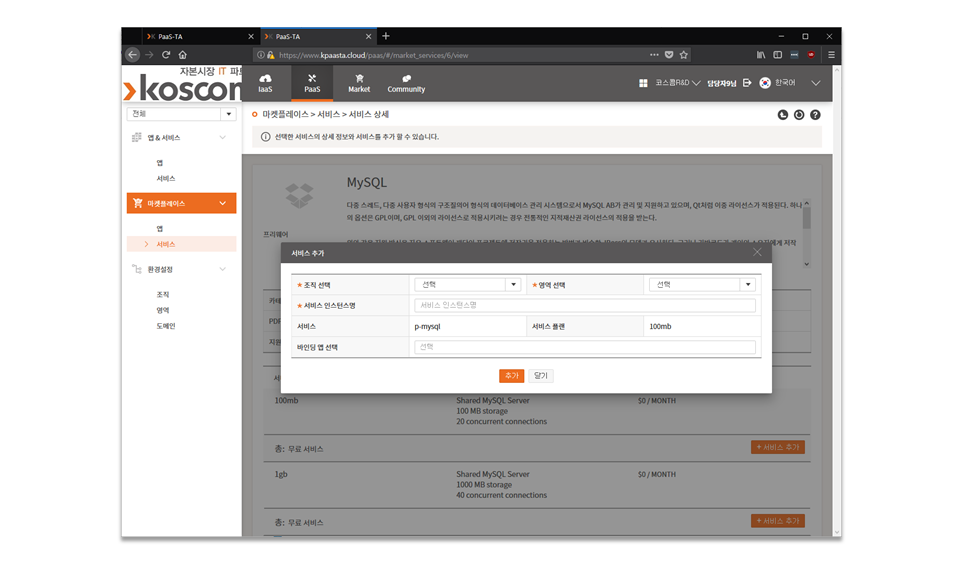 PaaS-TA
PaaS-TA
https://www.kpaasta.cloud/paas/#/market_services/6/view
자본시장 IT 파트
koscom
IaaS
PaaS
Market
Community
코스콤R&D
담당자9님
한국어
전체
마켓플레이스 > 서비스 > 서비스 상세
선택한 서비스의 상세 정보와 서비스를 추가 할 수 있습니다.
앱 & 서비스
앱
서비스
마켓플레이스
앱
서비스
환경설정
조직
영역
도메인
MySQL
다중 스레드, 다중 사용자 형식의 구조질의어 형식의 데이터베이스 관리 시스템으로서 MySQL AB가 관리 및 지원하고 있으며, Qt처럼 이중 라이선스가 적용된다. 하나
의 옵션은 GPL이며, GPL 이외의 라이선스로 적용시키려는 경우 전통적인 지적재산권 라이선스의 적용을 받는다.
프리웨어
서비스 추가
* 조직 선택 선택 * 영역 선택 선택
* 서비스 인스턴스명 서비스 인스턴스명
서비스 p-mysql 서비스 플랜 100mb
바인딩 앱 선택 선택
추가 닫기
카테
PDF
지원
서
100mb Shared MySQL Server $0 / MONTH
100 MB storage
20 concurrent connections
총: 무료 서비스 + 서비스 추가
1gb Shared MySQL Server $0 / MONTH
1000 MB storage
40 concurrent connections
총: 무료 서비스 + 서비스 추가